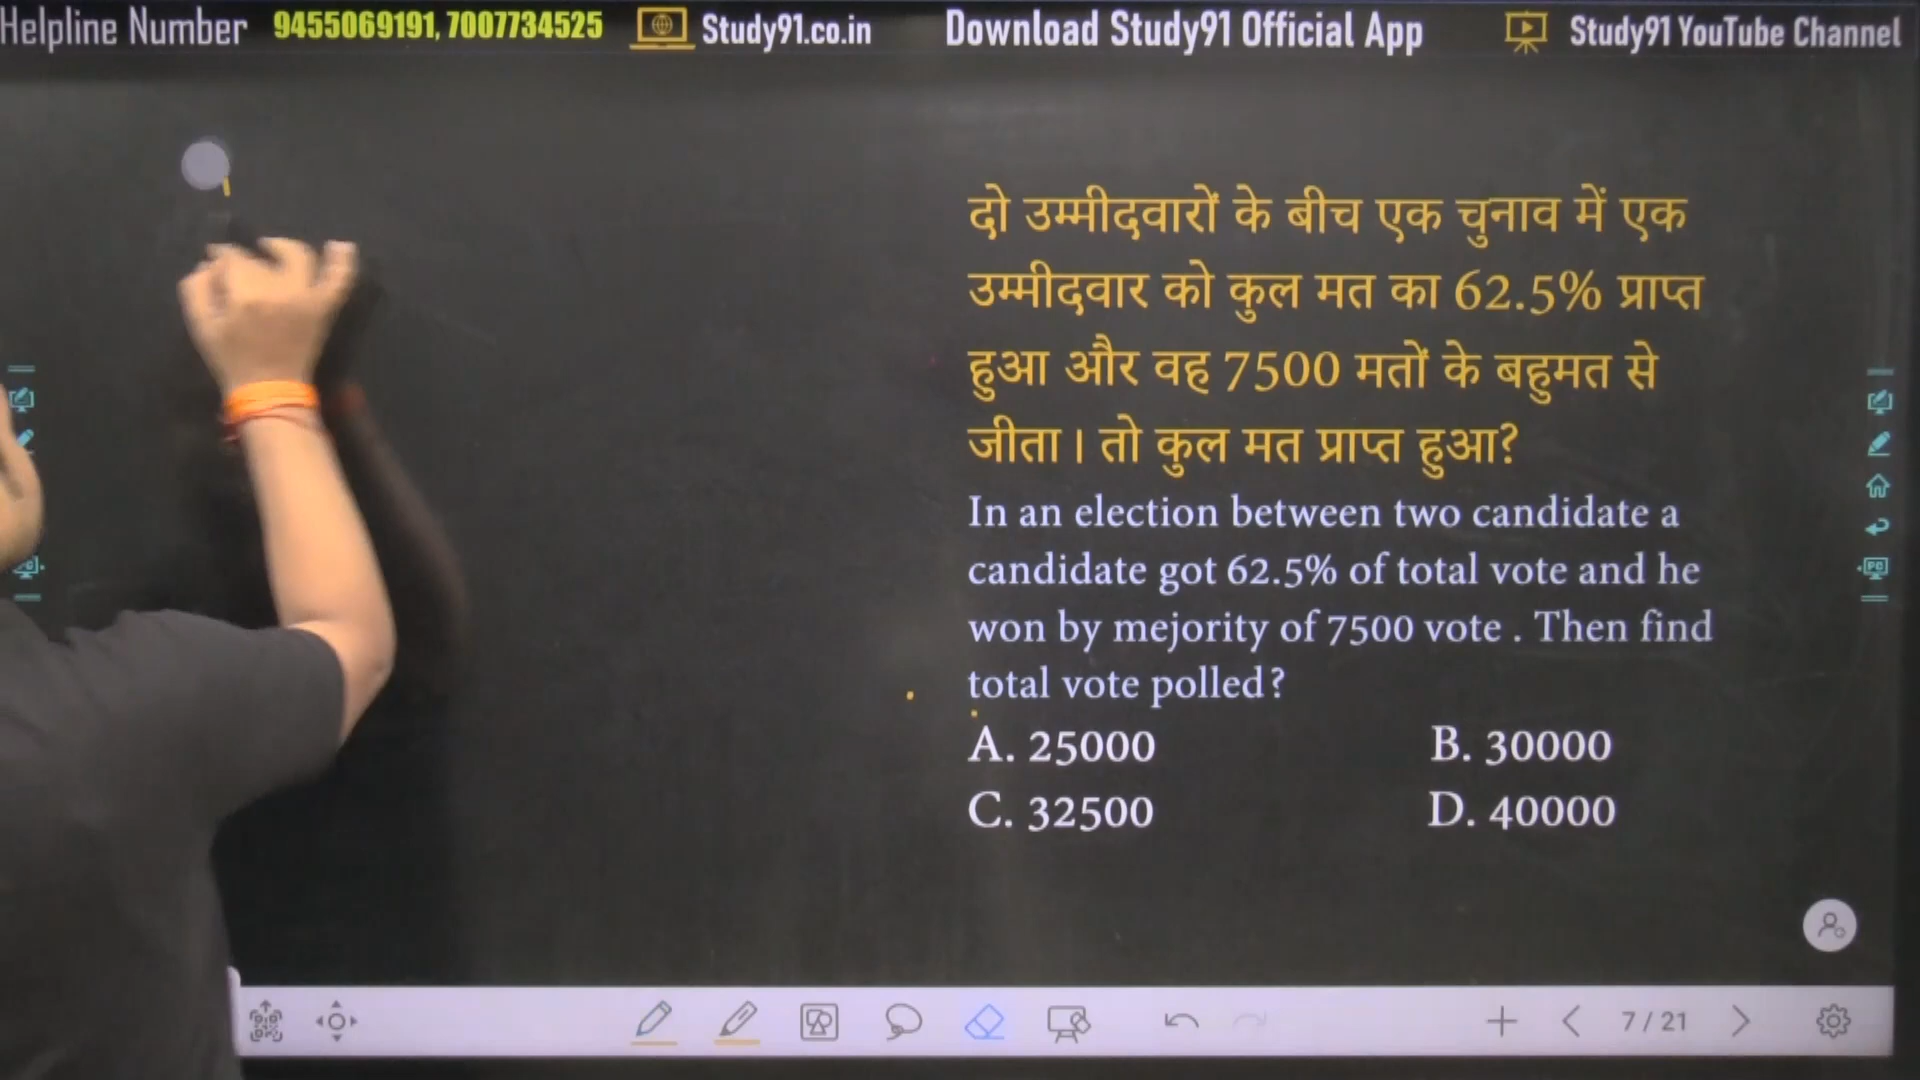 Helpline Number 9455069191, 7007734525 Study91.co.in Download Study91 Official App Study91 YouTube Channel
दो उम्मीदवारों के बीच एक चुनाव में एक
उम्मीदवार को कुल मत का 62.5% प्राप्त
हुआ और वह 7500 मतों के बहुमत से
जीता। तो कुल मत प्राप्त हुआ?
In an election between two candidate a
candidate got 62.5% of total vote and he
won by mejority of 7500 vote . Then find
total vote polled?
A. 25000 B. 30000
C. 32500 D. 40000
7 / 21